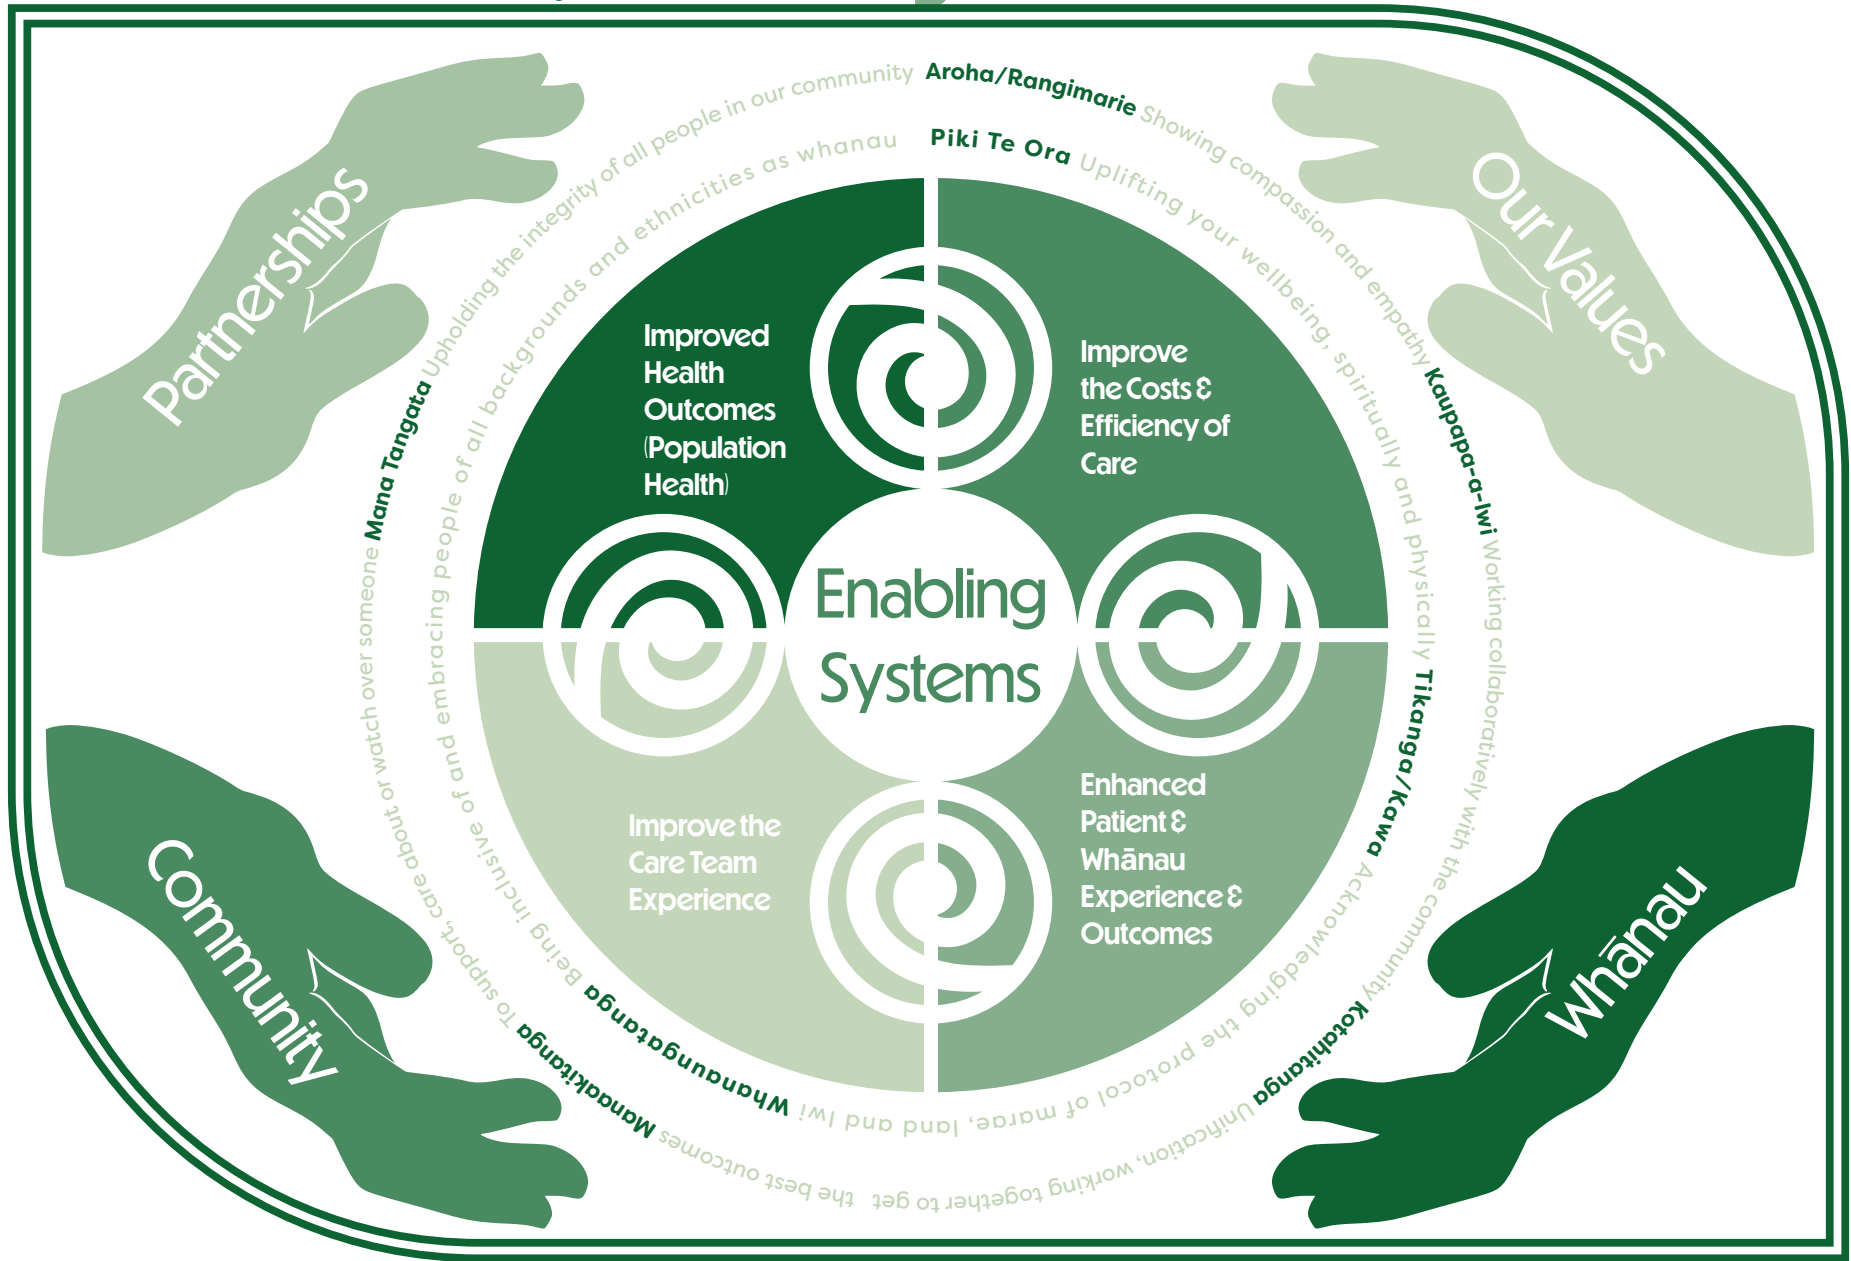 Partnerships
Our Values
Community
Whānau
Aroha/Rangimarie Showing compassion and empathy
Kaupapa-a-Iwi Working collaboratively with the community
Kotahitanga Unification, working together to get the best outcomes
Manaakitanga To support, care about or watch over someone
Mana Tangata Upholding the integrity of all people in our community
Piki Te Ora Uplifting your wellbeing, spiritually and physically
Tikanga/Kawa Acknowledging the protocol of marae, land and Iwi
Whanaungatanga Being inclusive of and embracing people of all backgrounds and ethnicities as whanau
Improved
Health
Outcomes
(Population
Health)
Improve
the Costs &
Efficiency of
Care
Enabling
Systems
Improve the
Care Team
Experience
Enhanced
Patient &
Whānau
Experience &
Outcomes